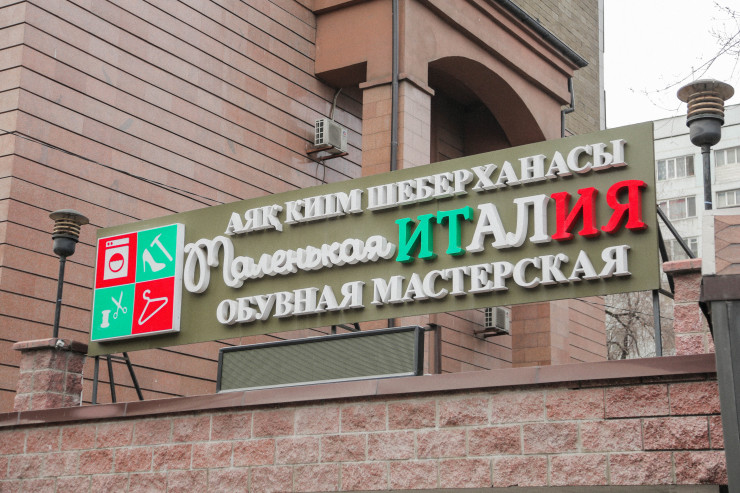 АЯҚ КИІМ ШЕБЕРХАНАСЫ
Маленькая ИТАЛИЯ
ОБУВНАЯ МАСТЕРСКАЯ